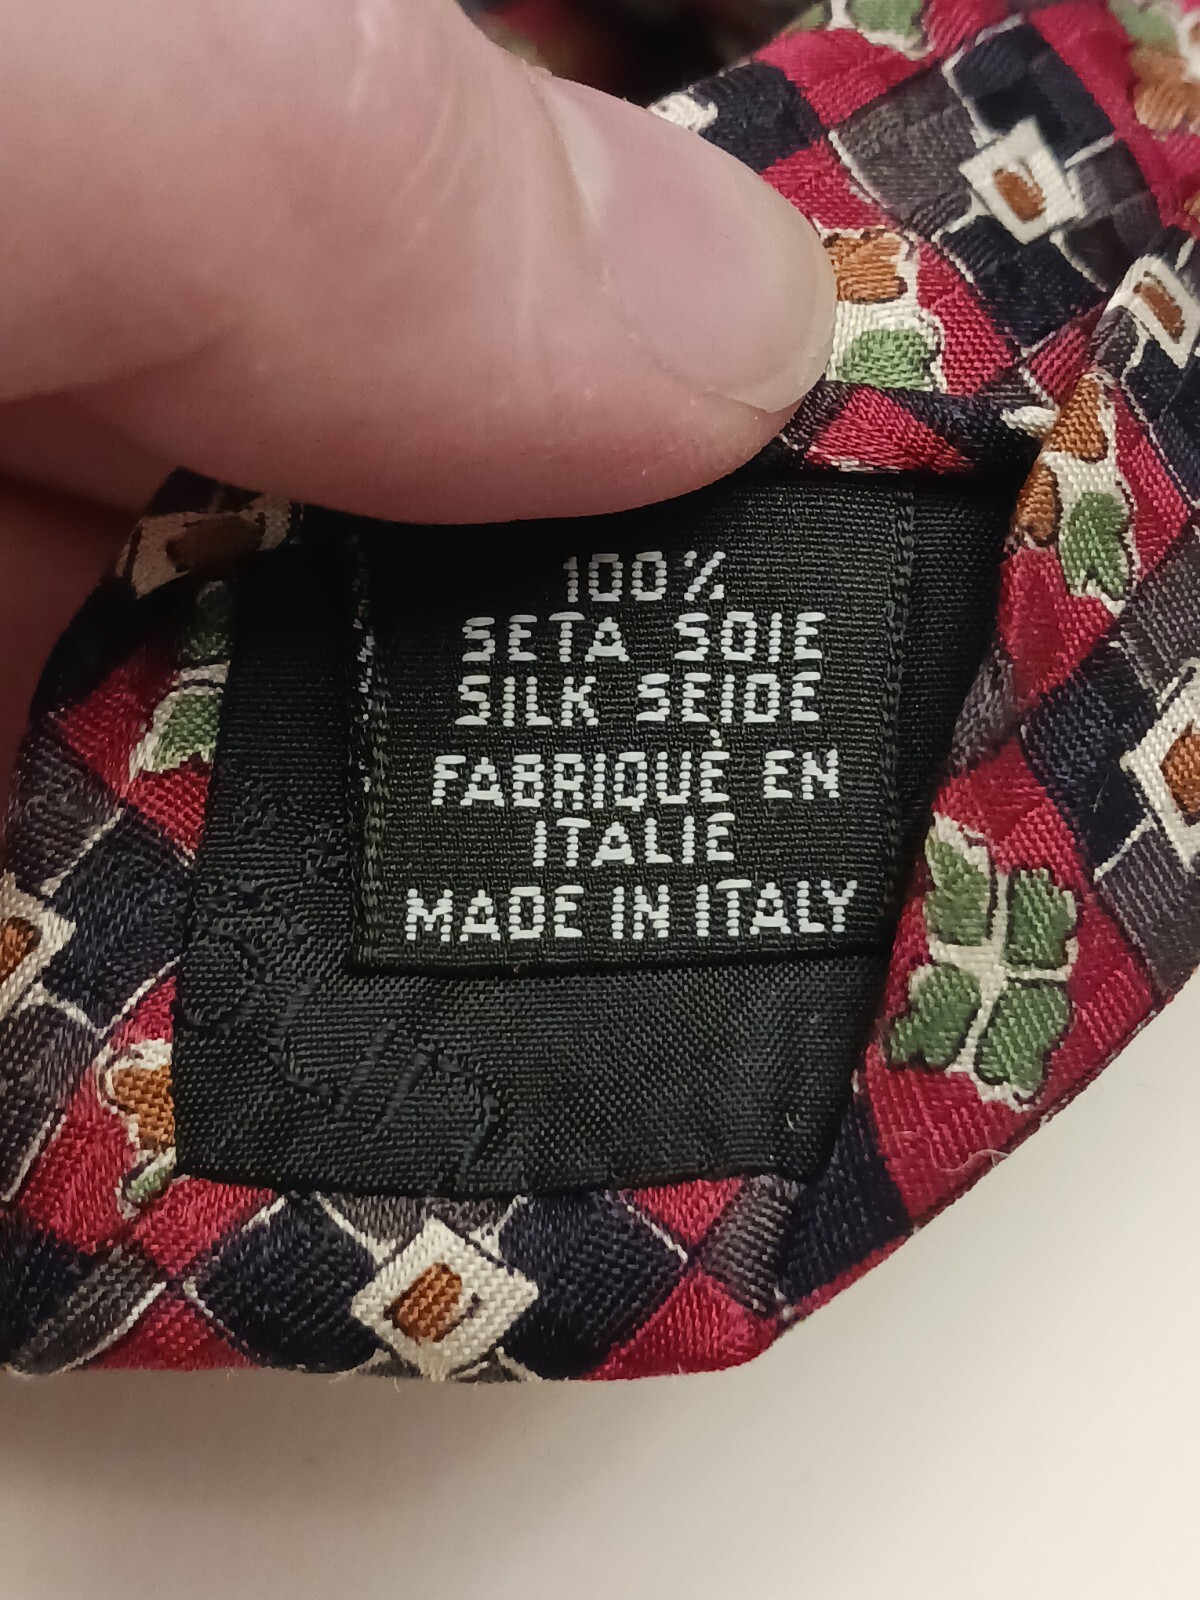 100%
SETA SOIE
SILK SEIDE
FABRIQUÉ EN
ITALIE
MADE IN ITALY